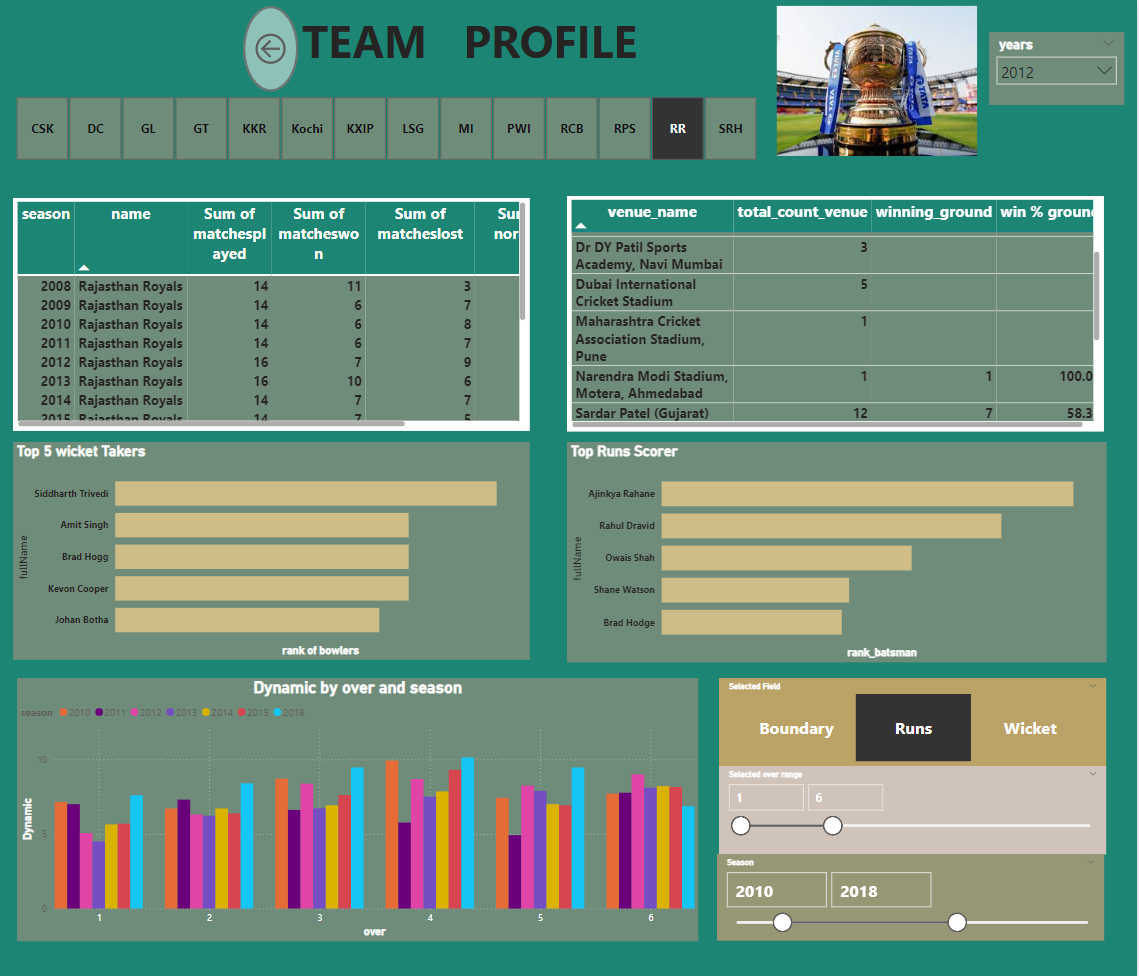 TEAM PROFILE
years
2012
CSK DC GL GT KKR Kochi KXIP LSG MI PWI RCB RPS RR SRH
TATA
season name Sum of matchesplayed Sum of matcheswon Sum of matcheslost
2008 Rajasthan Royals 14 11 3
2009 Rajasthan Royals 14 6 7
2010 Rajasthan Royals 14 6 8
2011 Rajasthan Royals 14 6 7
2012 Rajasthan Royals 16 7 9
2013 Rajasthan Royals 16 10 6
2014 Rajasthan Royals 14 7 7
2015 Rajasthan Royals 14 7 5
venue_name total_count_venue winning_ground win % groun
Dr DY Patil Sports Academy, Navi Mumbai 3
Dubai International Cricket Stadium 5
Maharashtra Cricket Association Stadium, Pune 1
Narendra Modi Stadium, Motera, Ahmedabad 1 1 100.0
Sardar Patel (Gujarat) 12 7 58.3
Top 5 wicket Takers
fullName
Siddharth Trivedi
Amit Singh
Brad Hogg
Kevon Cooper
Johan Botha
rank of bowlers
Top Runs Scorer
fullName
Ajinkya Rahane
Rahul Dravid
Owais Shah
Shane Watson
Brad Hodge
rank_batsman
Dynamic by over and season
season 2010 2011 2012 2013 2014 2015 2018
Dynamic
10
5
0
1 2 3 4 5 6
over
Selected Field
Boundary Runs Wicket
Selected over range
1 6
Season
2010 2018